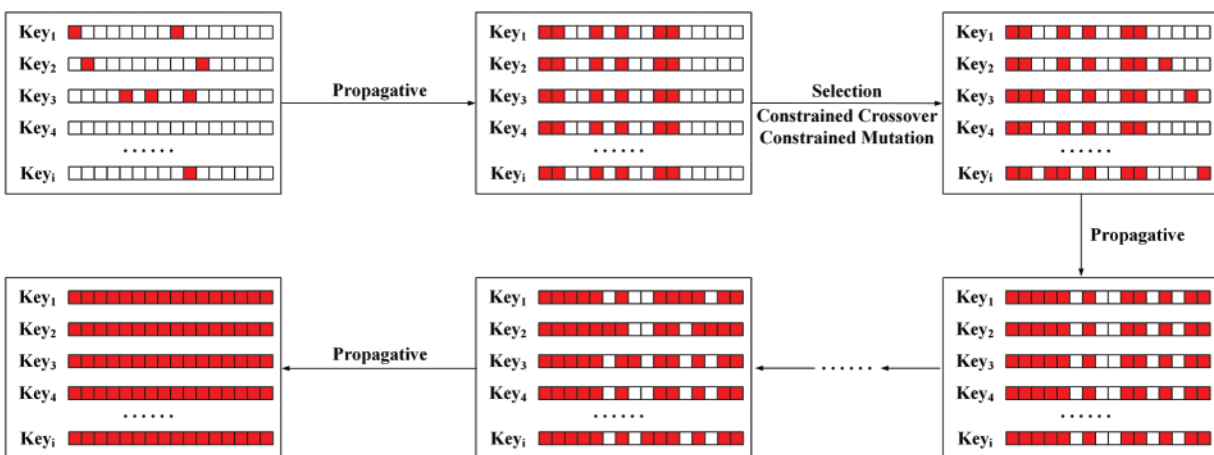 Key₁
Key₂
Key₃
Key₄
......
Keyᵢ
Propagative
Key₁
Key₂
Key₃
Key₄
......
Keyᵢ
Selection
Constrained Crossover
Constrained Mutation
Key₁
Key₂
Key₃
Key₄
......
Keyᵢ
Propagative
Key₁
Key₂
Key₃
Key₄
......
Keyᵢ
Propagative
Key₁
Key₂
Key₃
Key₄
......
Keyᵢ
......
Key₁
Key₂
Key₃
Key₄
......
Keyᵢ